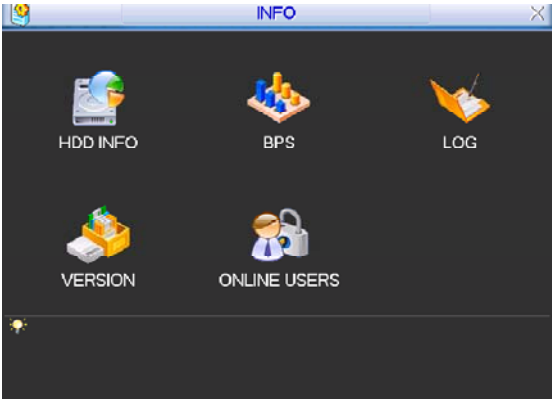 INFO
HDD INFO
BPS
LOG
VERSION
ONLINE USERS